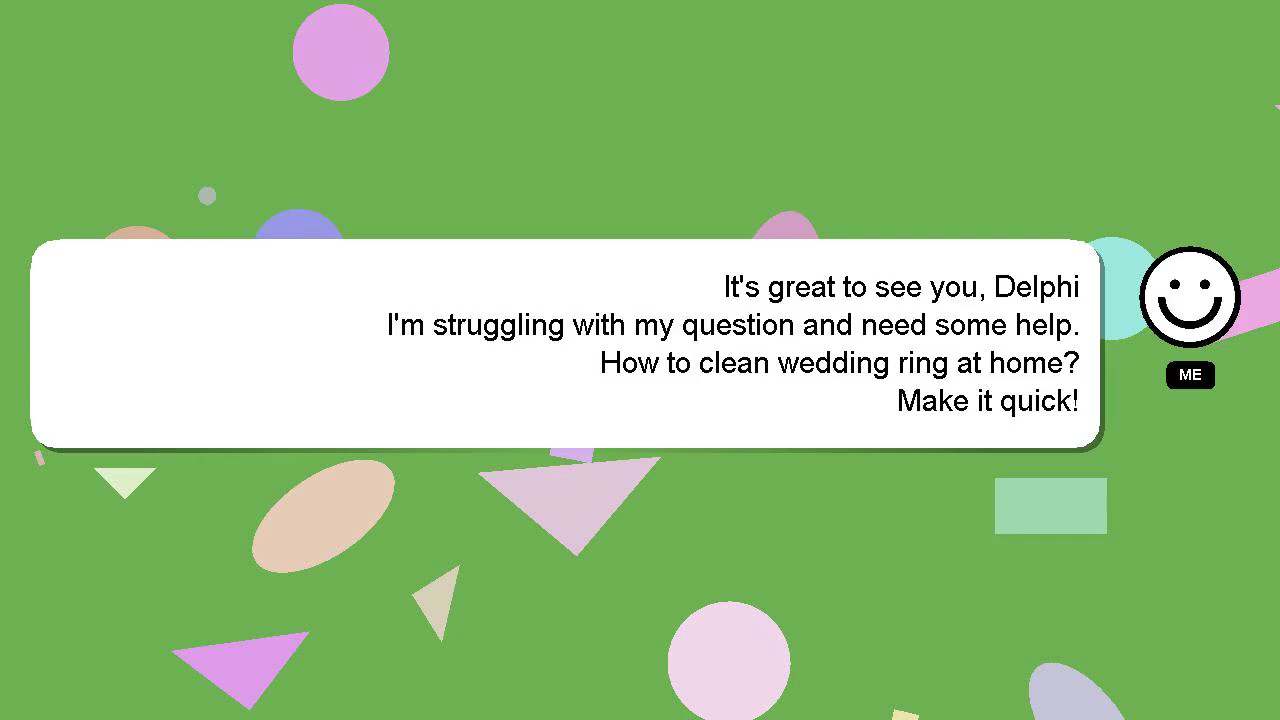 It's great to see you, Delphi
I'm struggling with my question and need some help.
How to clean wedding ring at home?
Make it quick!
ME